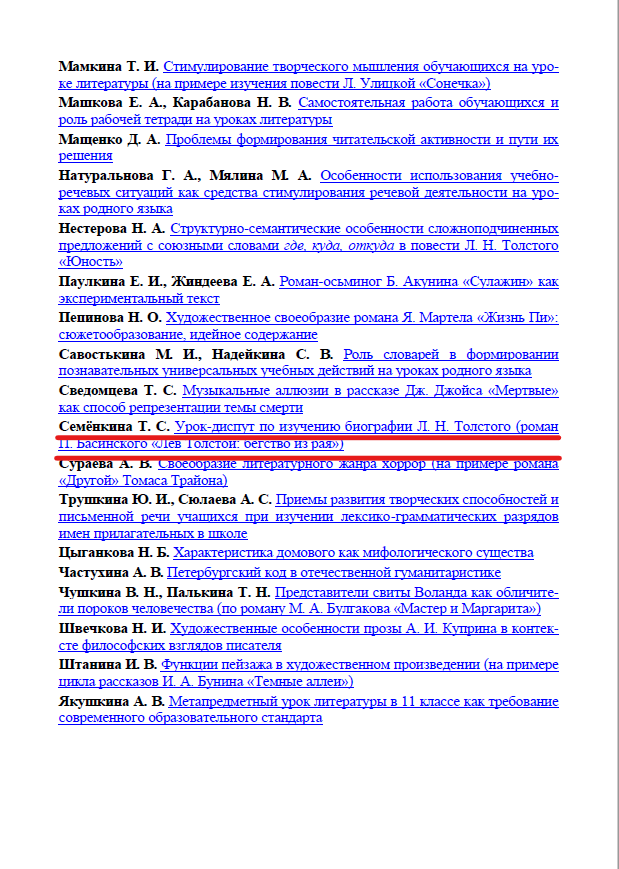 Мамкина Т. И. Стимулирование творческого мышления обучающихся на уро-
ке литературы (на примере изучения повести Л. Улицкой «Сонечка»)
Машкова Е. А., Карабанова Н. В. Самостоятельная работа обучающихся и
роль рабочей тетради на уроках литературы
Мащенко Д. А. Проблемы формирования читательской активности и пути их
решения
Натуральнова Г. А., Мялина М. А. Особенности использования учебно-
речевых ситуаций как средства стимулирования речевой деятельности на уро-
ках родного языка
Нестерова Н. А. Структурно-семантические особенности сложноподчиненных
предложений с союзными словами где, куда, откуда в повести Л. Н. Толстого
«Юность»
Паулкина Е. И., Жиндеева Е. А. Роман-осьминог Б. Акунина «Сулажин» как
экспериментальный текст
Пепинова Н. О. Художественное своеобразие романа Я. Мартела «Жизнь Пи»:
сюжетообразование, идейное содержание
Савостькина М. И., Надейкина С. В. Роль словарей в формировании
познавательных универсальных учебных действий на уроках родного языка
Сведомцева Т. С. Музыкальные аллюзии в рассказе Дж. Джойса «Мертвые»
как способ репрезентации темы смерти
Семёнкина Т. С. Урок-диспут по изучению биографии Л. Н. Толстого (роман
П. Басинского «Лев Толстой: бегство из рая»)
Сураева А. В. Своеобразие литературного жанра хоррор (на примере романа
«Другой» Томаса Трайона)
Трушкина Ю. И., Сюлаева А. С. Приемы развития творческих способностей и
письменной речи учащихся при изучении лексико-грамматических разрядов
имен прилагательных в школе
Цыганкова Н. Б. Характеристика домового как мифологического существа
Частухина А. В. Петербургский код в отечественной гуманитаристике
Чушкина В. Н., Палькина Т. Н. Представители свиты Воланда как обличите-
ли пороков человечества (по роману М. А. Булгакова «Мастер и Маргарита»)
Швечкова Н. И. Художественные особенности прозы А. И. Куприна в контек-
сте философских взглядов писателя
Штанина И. В. Функции пейзажа в художественном произведении (на примере
цикла рассказов И. А. Бунина «Темные аллеи»)
Якушкина А. В. Метапредметный урок литературы в 11 классе как требование
современного образовательного стандарта